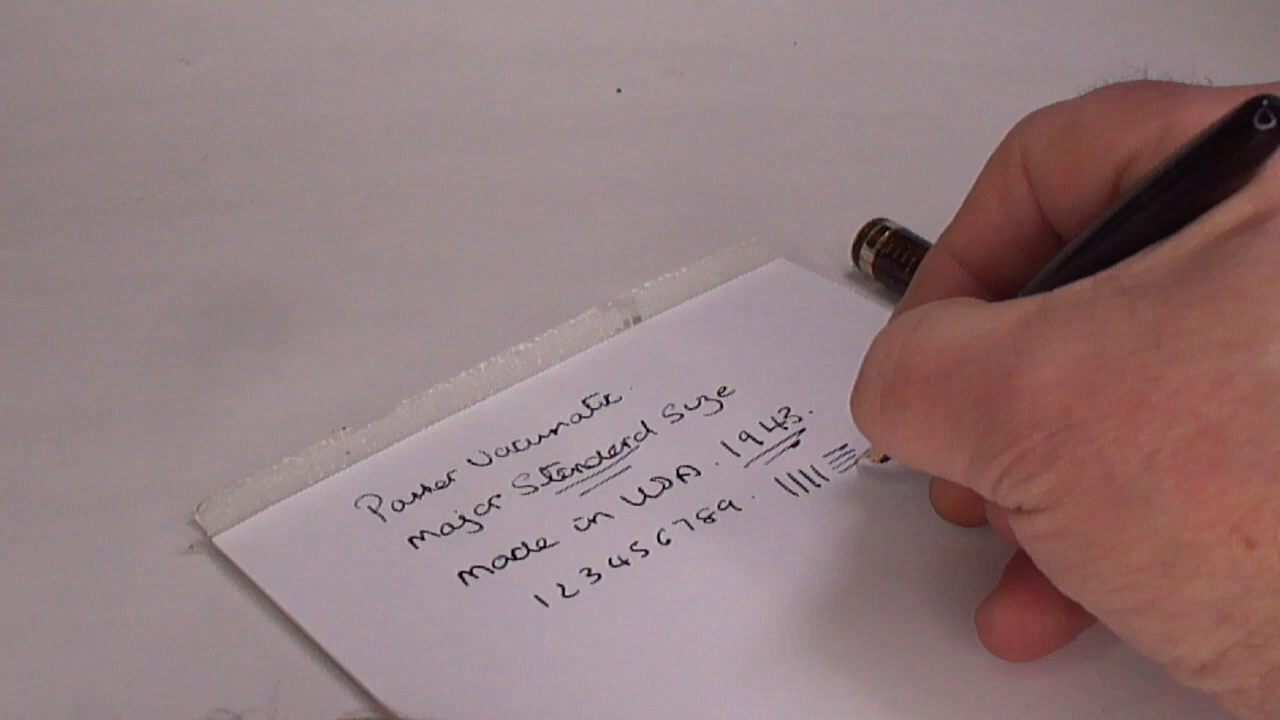 Parker Vacumatic.
Major Standard Size
made in USA. 1943.
123456789.